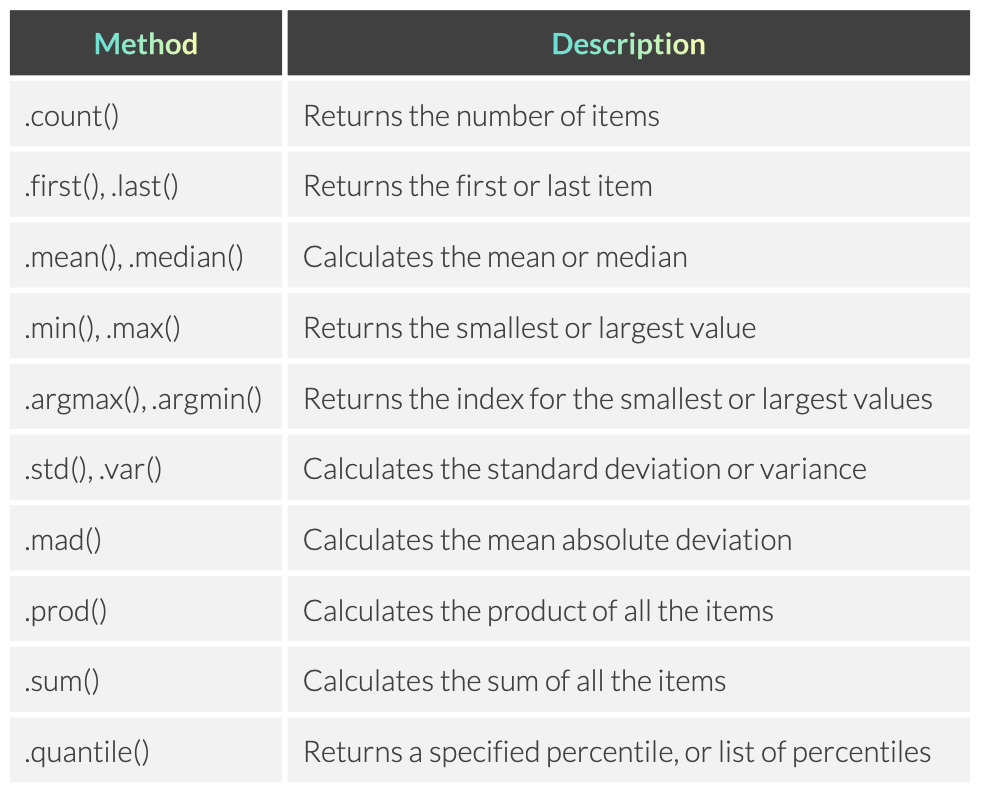 Method Description
.count() Returns the number of items
.first(), .last() Returns the first or last item
.mean(), .median() Calculates the mean or median
.min(), .max() Returns the smallest or largest value
.argmax(), .argmin() Returns the index for the smallest or largest values
.std(), .var() Calculates the standard deviation or variance
.mad() Calculates the mean absolute deviation
.prod() Calculates the product of all the items
.sum() Calculates the sum of all the items
.quantile() Returns a specified percentile, or list of percentiles